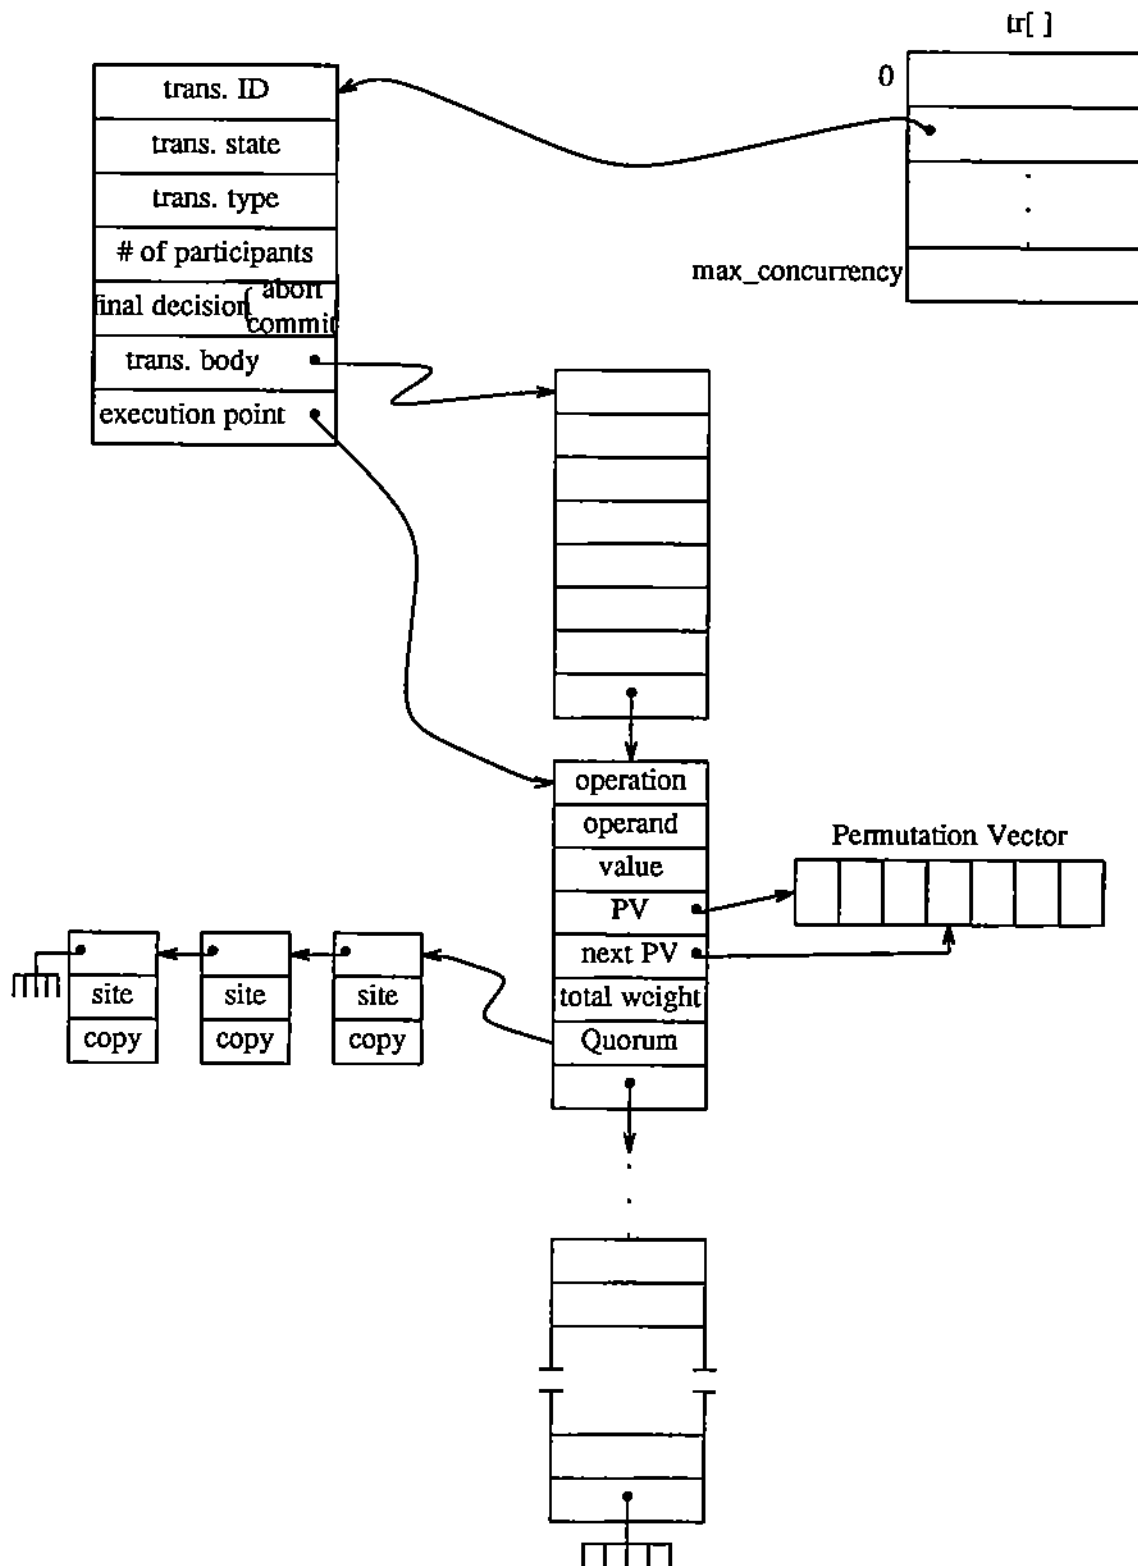 tr[ ]
0
max_concurrency
trans. ID
trans. state
trans. type
# of participants
final decision { abort
commit
trans. body
execution point
operation
operand
value
PV
next PV
total weight
Quorum
Permutation Vector
site
copy
site
copy
site
copy